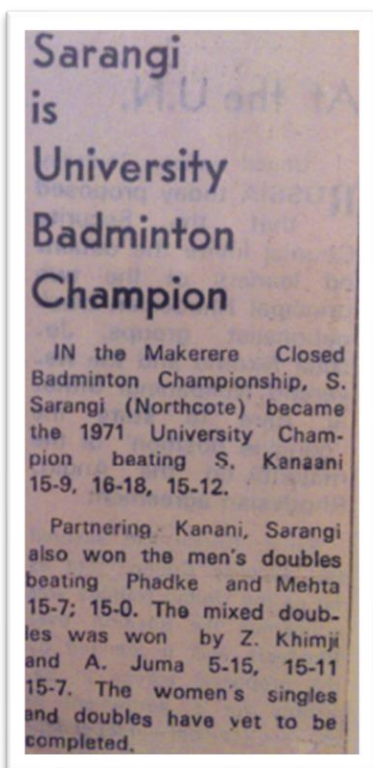 Sarangi
is
University
Badminton
Champion
IN the Makerere Closed
Badminton Championship, S.
Sarangi (Northcote) became
the 1971 University Cham-
pion beating S. Kanaani
15-9, 16-18, 15-12.
Partnering Kanani, Sarangi
also won the men's doubles
beating Phadke and Mehta
15-7; 15-0. The mixed doub-
les was won by Z. Khimji
and A. Juma 5-15, 15-11
15-7. The women's singles
and doubles have yet to be
completed.